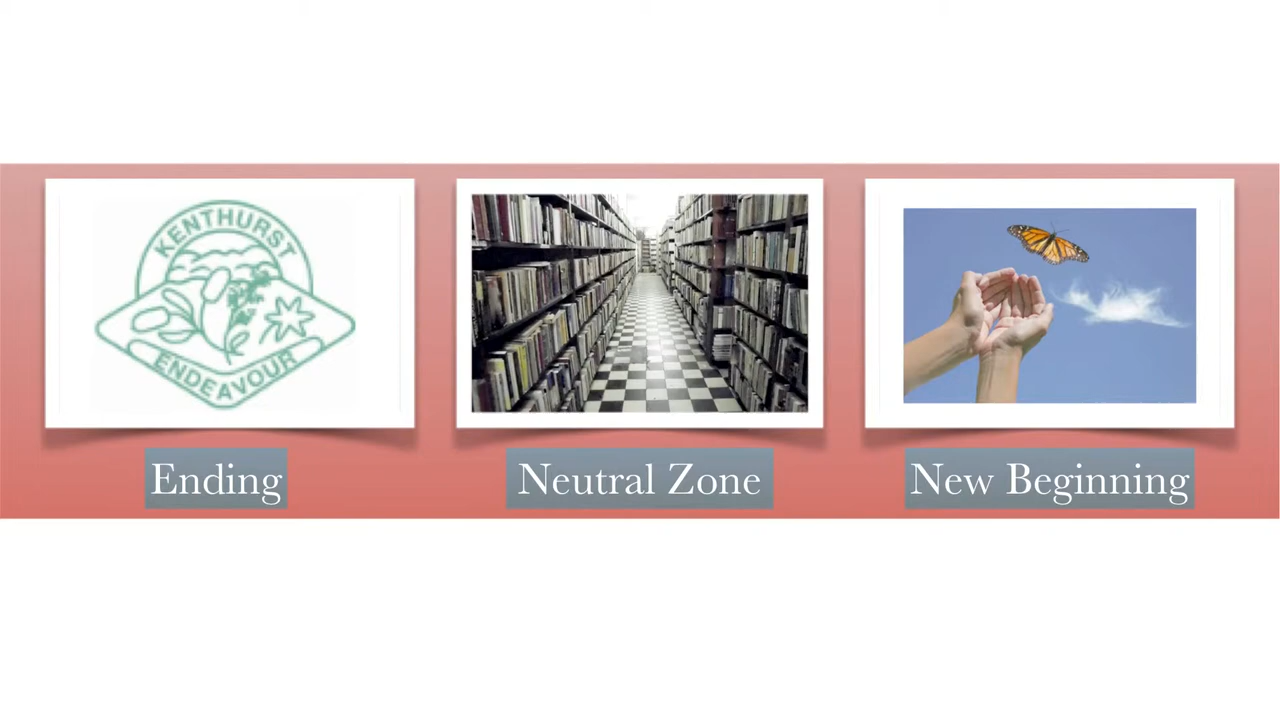 KENTHURST
ENDEAVOUR
Ending
Neutral Zone
New Beginning